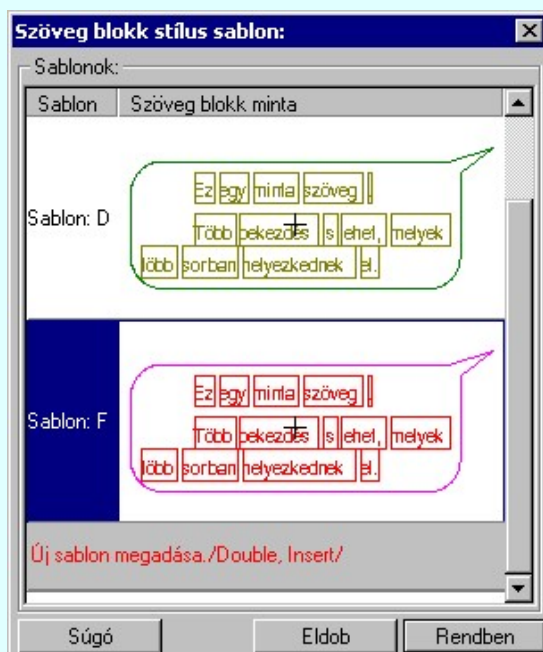 Szöveg blokk stílus sablon:
Sablonok:
Sablon Szöveg blokk minta
Sablon: D
Ez egy minta szöveg !
Több bekezdés is lehet, melyek
több sorban helyezkednek el.
Sablon: F
Ez egy minta szöveg !
Több bekezdés is lehet, melyek
több sorban helyezkednek el.
Új sablon megadása./Double, Insert/
Súgó Eldob Rendben